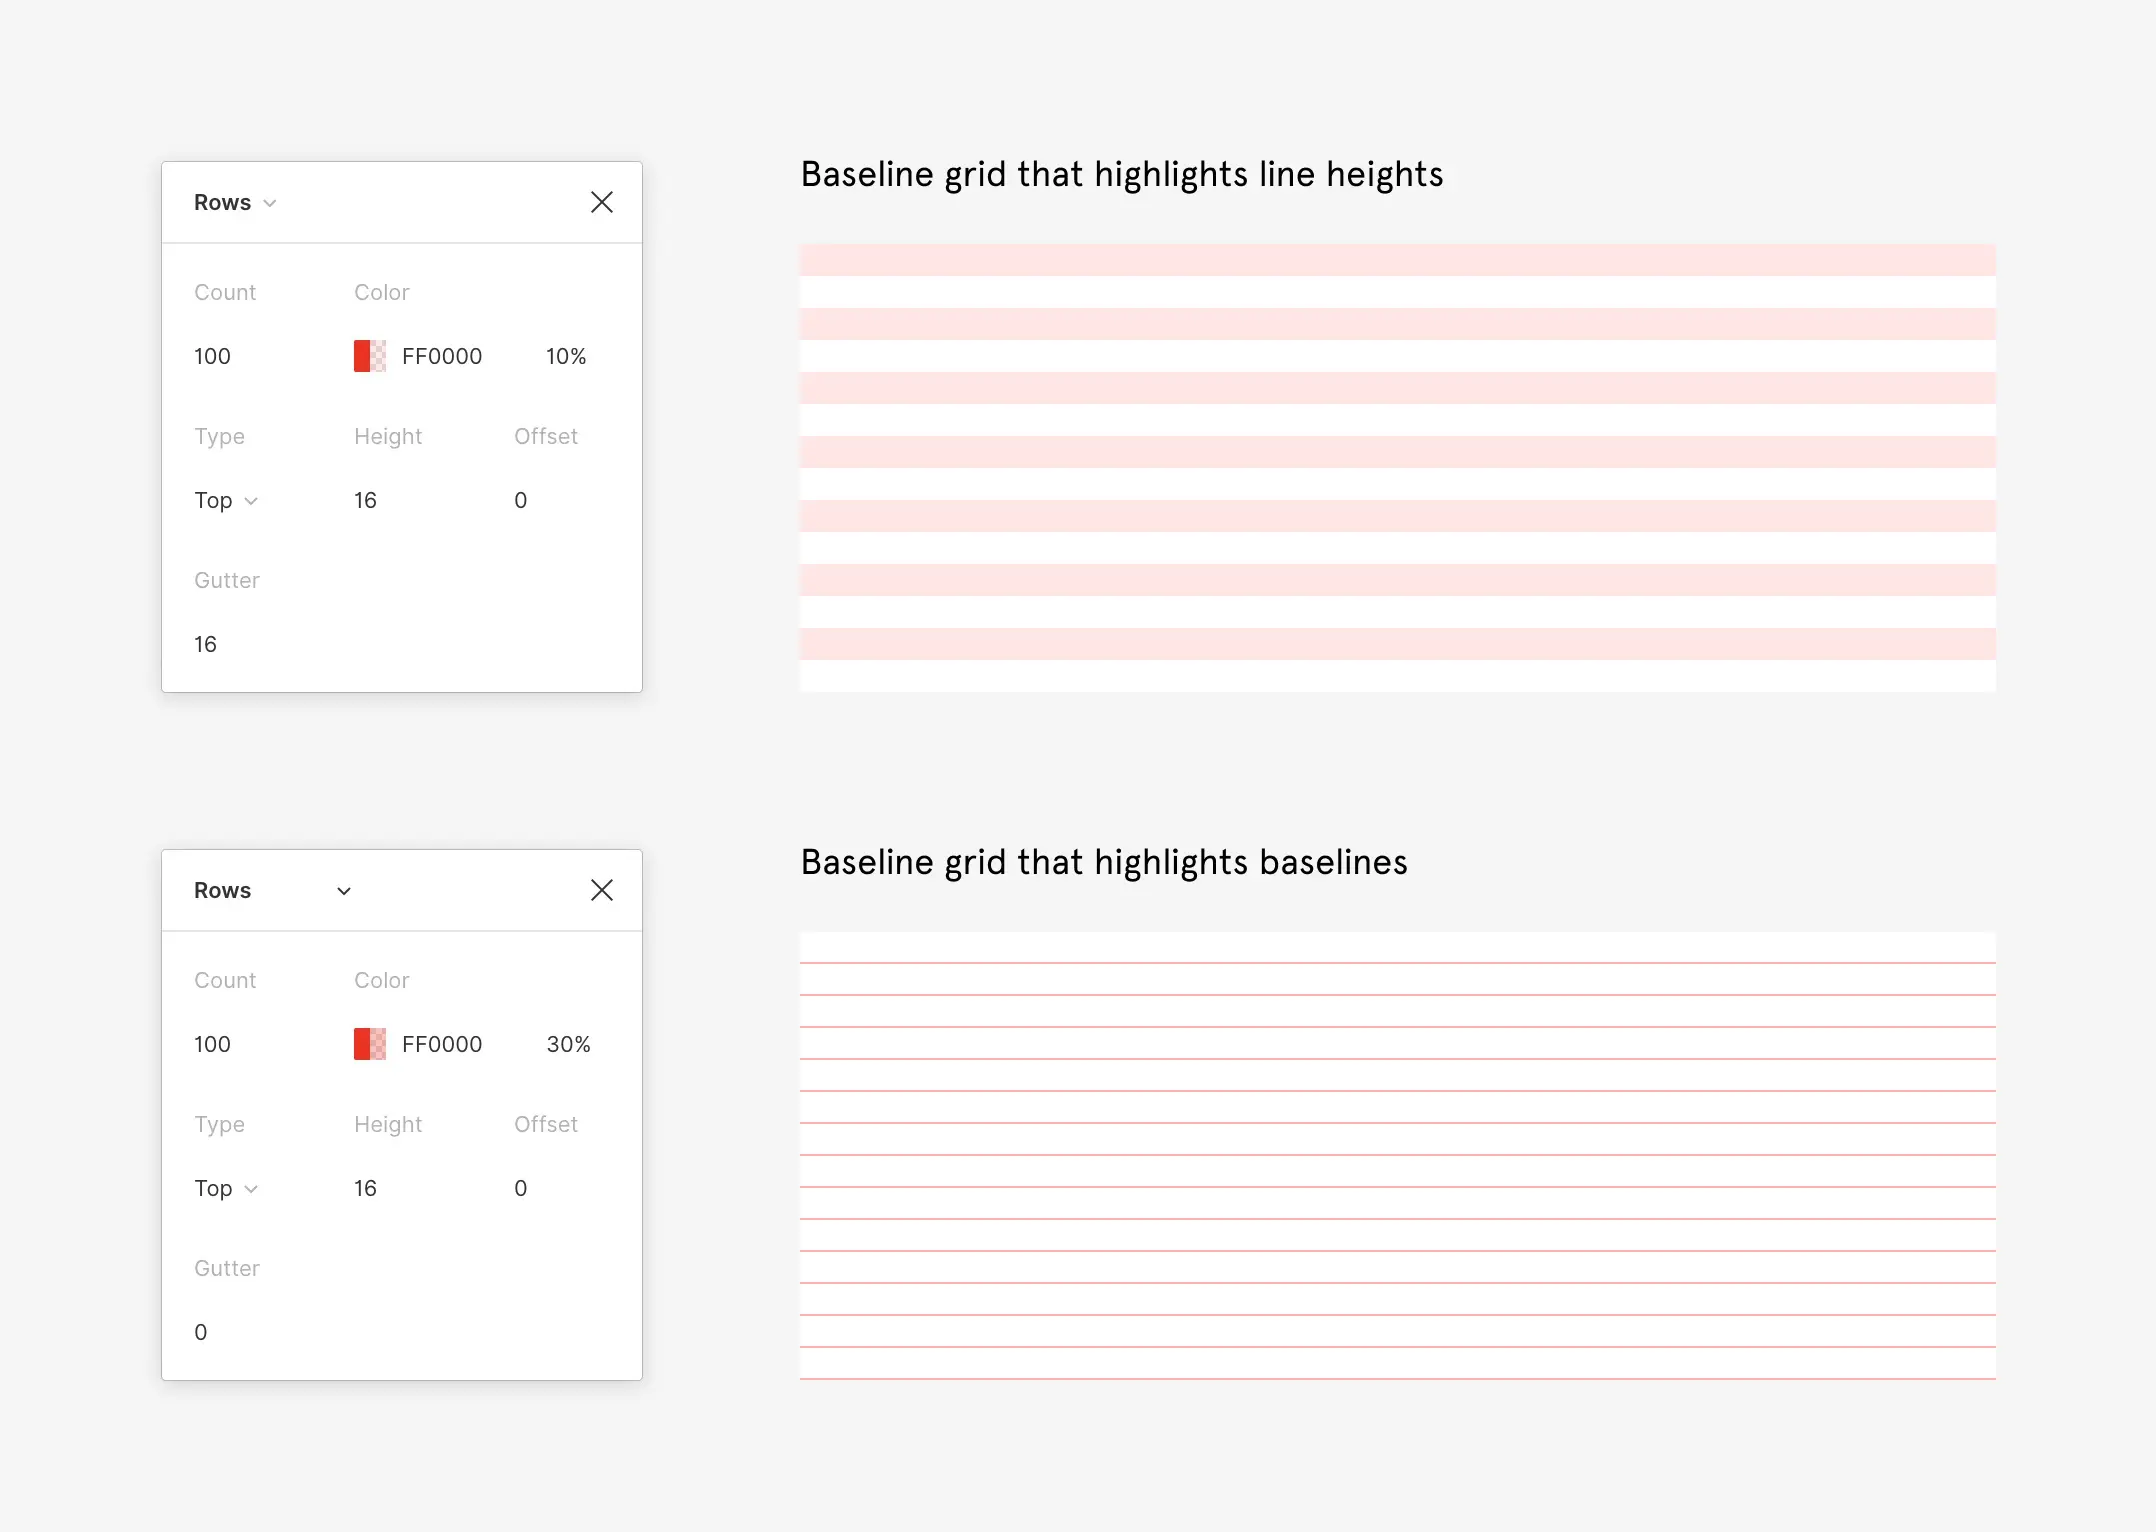 Rows
Count Color
100 FF0000 10%
Type Height Offset
Top 16 0
Gutter
16
Baseline grid that highlights line heights
Rows
Count Color
100 FF0000 30%
Type Height Offset
Top 16 0
Gutter
0
Baseline grid that highlights baselines